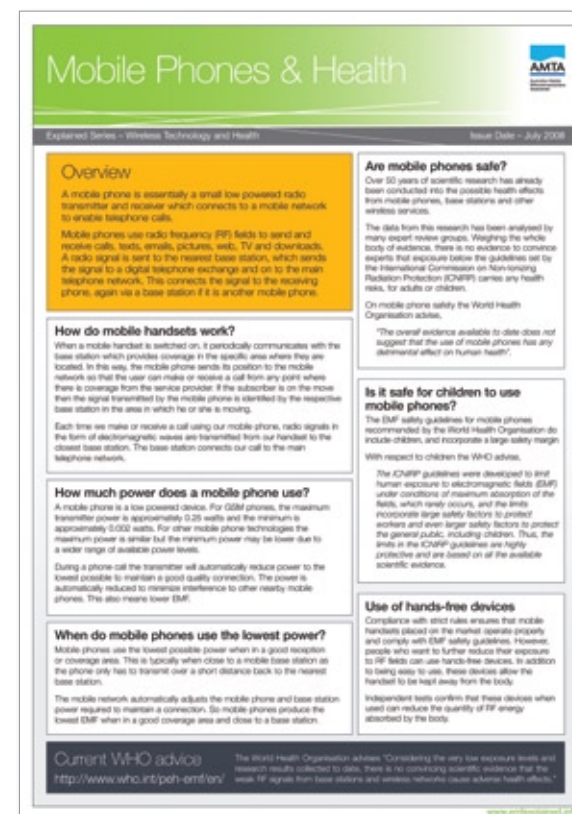 Mobile Phones & Health
AMTA
Explained Series – Wireless Technology and Health
Issue Date – July 2008
Overview
A mobile phone is essentially a small low powered radio
transmitter and receiver which connects to a mobile network
to enable telephone calls.
Mobile phones use radio frequency (RF) fields to send and
receive calls, texts, emails, pictures, web, TV and downloads.
A radio signal is sent to the nearest base station, which sends
the signal to a digital telephone exchange and on to the main
telephone network. This connects the signal to the receiving
phone, again via a base station if it is another mobile phone.
How do mobile handsets work?
When a mobile handset is switched on, it periodically communicates with the
base station which provides coverage in the specific area where they are
located. In this way, the mobile phone sends its position to the mobile
network so that the user can make or receive a call from any point where
there is coverage from the service provider. If the subscriber is on the move
then the signal transmitted by the mobile phone is identified by the respective
base station in the area in which he or she is moving.
Each time we make or receive a call using our mobile phone, radio signals in
the form of electromagnetic waves are transmitted from our handset to the
closest base station. The base station connects our call to the main
telephone network.
How much power does a mobile phone use?
A mobile phone is a low powered device. For GSM phones, the maximum
transmitter power is approximately 0.25 watts and the minimum is
approximately 0.002 watts. For other mobile phone technologies the
maximum power is similar but the minimum power may be lower due to
a wider range of available power levels.
During a phone call the transmitter will automatically reduce power to the
lowest possible to maintain a good quality connection. The power is
automatically reduced to minimize interference to other nearby mobile
phones. This also means lower EMF.
When do mobile phones use the lowest power?
Mobile phones use the lowest possible power when in a good reception
or coverage area. This is typically when close to a mobile base station as
the phone only has to transmit over a short distance back to the nearest
base station.
The mobile network automatically adjusts the mobile phone and base station
power required to maintain a connection. So mobile phones produce the
lowest EMF when in a good coverage area and close to a base station.
Are mobile phones safe?
Over 50 years of scientific research has already
been conducted into the possible health effects
from mobile phones, base stations and other
wireless services.
The data from this research has been analysed by
many expert review groups. Weighing the whole
body of evidence, there is no evidence to convince
experts that exposure below the guidelines set by
the International Commission on Non-Ionizing
Radiation Protection (ICNIRP) carries any health
risks, for adults or children.
On mobile phone safety the World Health
Organisation advise,
"The overall evidence available to date does not
suggest that the use of mobile phones has any
detrimental effect on human health".
Is it safe for children to use
mobile phones?
The EMF safety guidelines for mobile phones
recommended by the World Health Organisation do
include children, and incorporate a large safety margin
With respect to children the WHO advise,
The ICNIRP guidelines were developed to limit
human exposure to electromagnetic fields (EMF)
under conditions of maximum absorption of the
fields, which rarely occurs, and the limits
incorporate large safety factors to protect
workers and even larger safety factors to protect
the general public, including children. Thus, the
limits in the ICNIRP guidelines are highly
protective and are based on all the available
scientific evidence.
Use of hands-free devices
Compliance with strict rules ensures that mobile
handsets placed on the market operate properly
and comply with EMF safety guidelines. However,
people who want to further reduce their exposure
to RF fields can use hands-free devices. In addition
to being easy to use, these devices allow the
handset to be kept away from the body.
Independent tests confirm that these devices when
used can reduce the quantity of RF energy
absorbed by the body.
Current WHO advice
http://www.who.int/peh-emf/en/
The World Health Organisation advises "Considering the very low exposure levels and
research results collected to date, there is no convincing scientific evidence that the
weak RF signals from base stations and wireless networks cause adverse health effects."